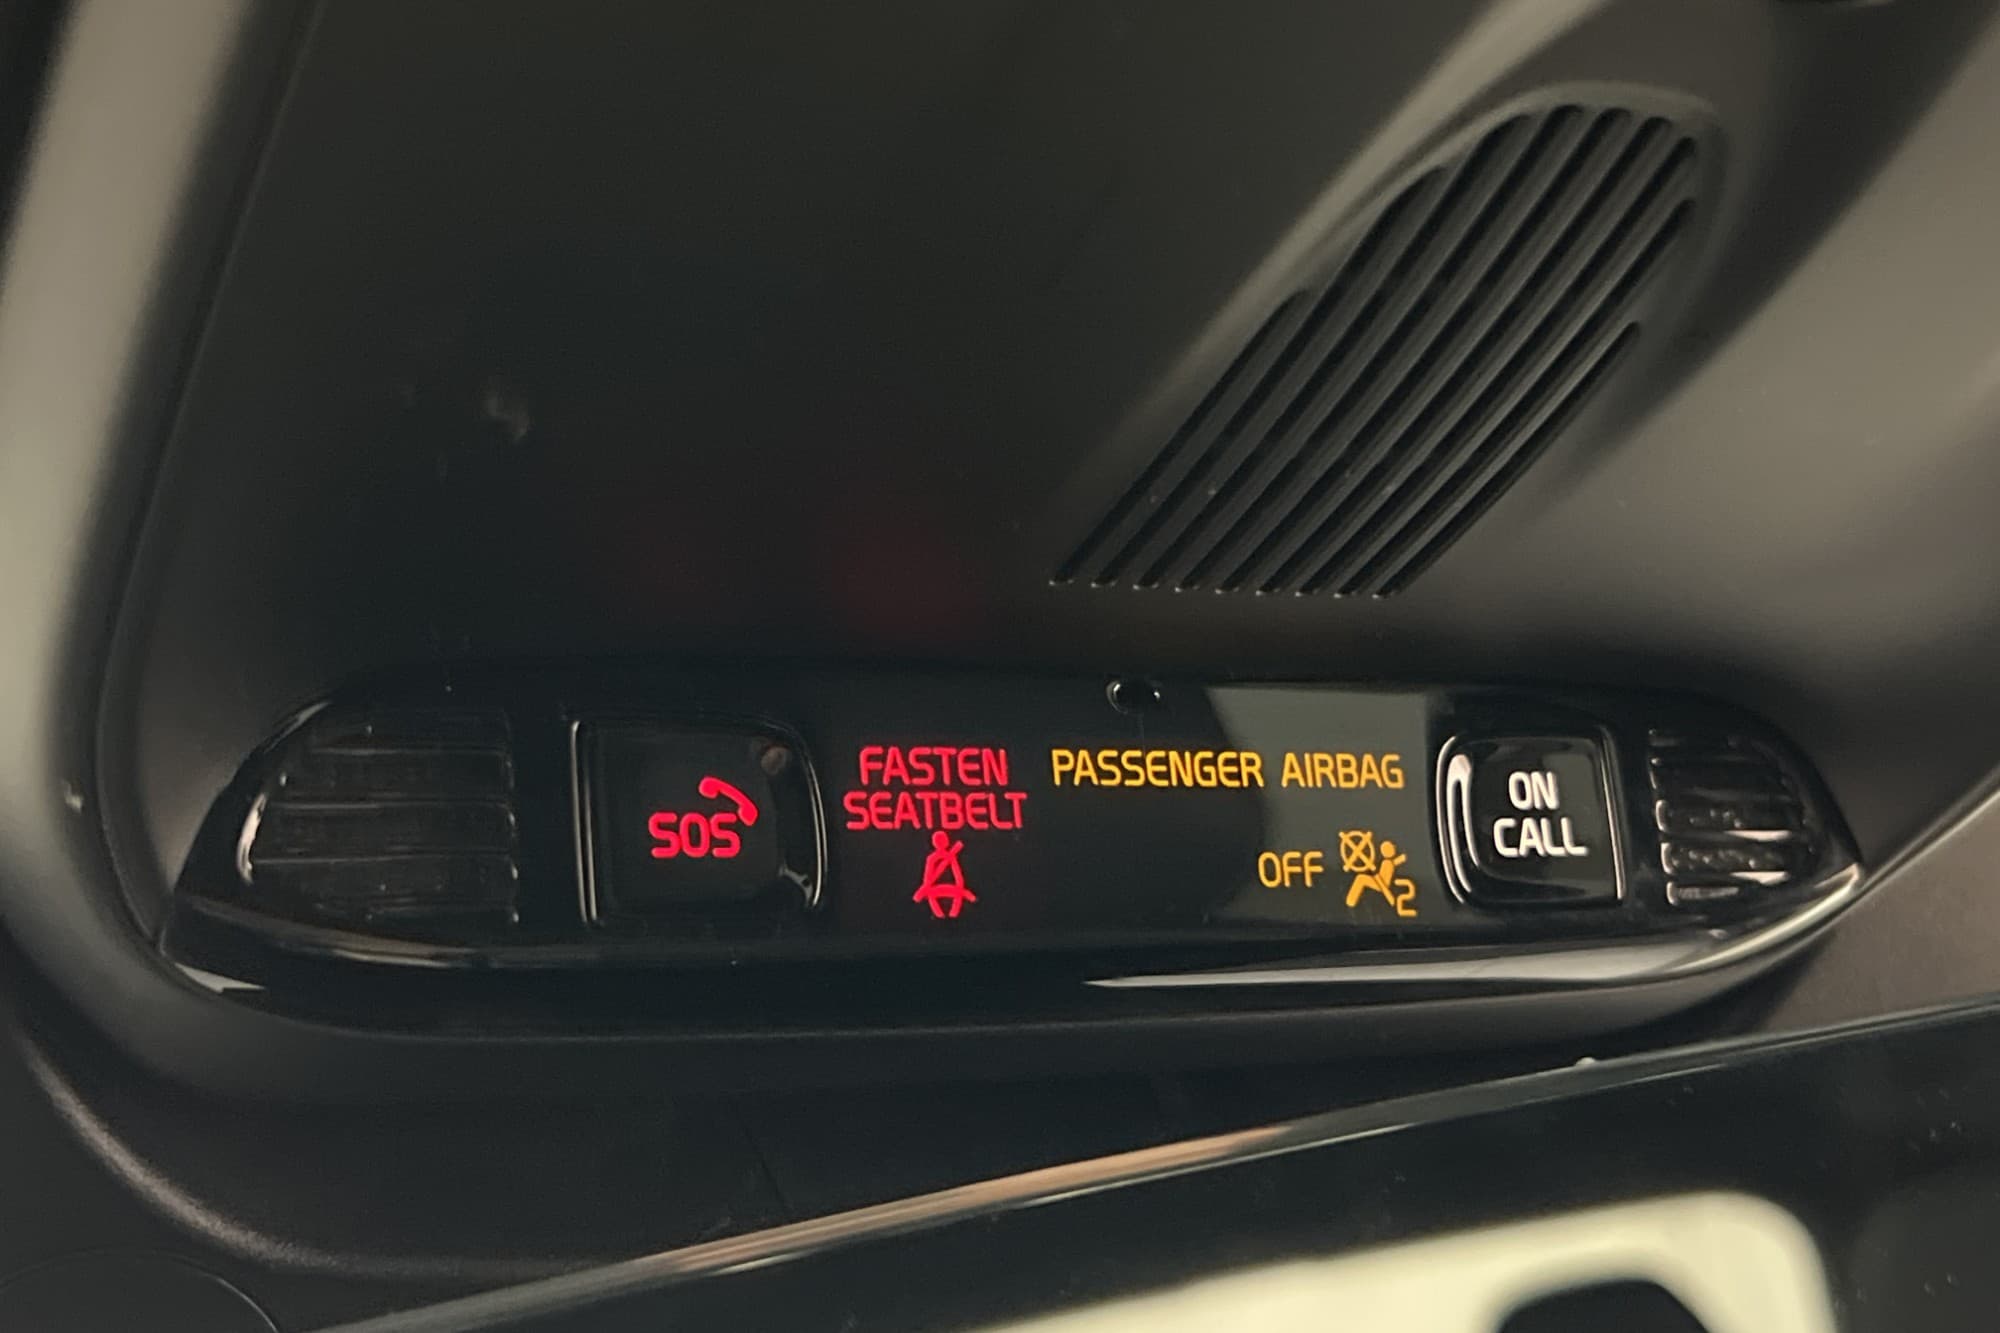 SOS
FASTEN
SEATBELT
PASSENGER AIRBAG
OFF 2
ON
CALL